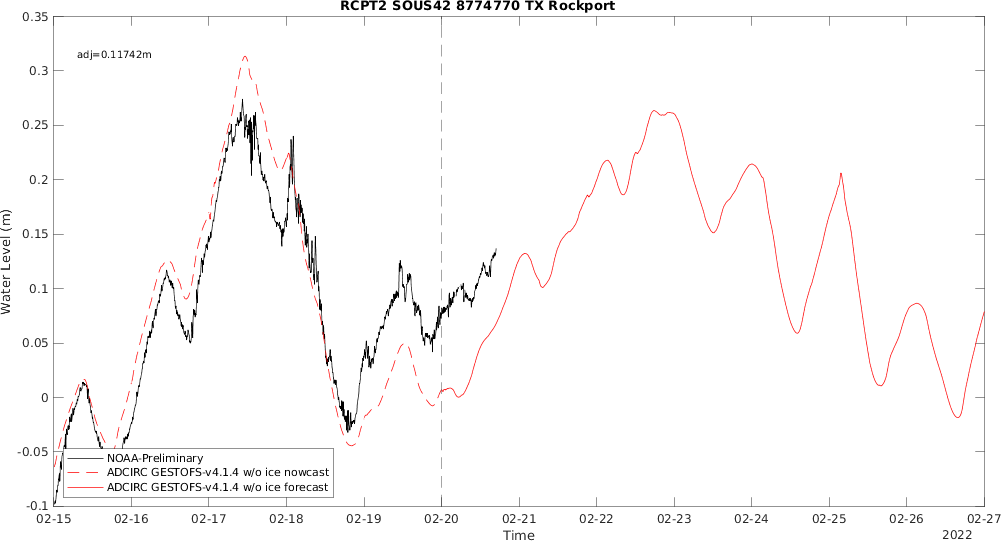 RCPT2 SOUS42 8774770 TX Rockport
adj=0.11742m
0.35
0.3
0.25
0.2
0.15
0.1
0.05
0
-0.05
-0.1
Water Level (m)
NOAA-Preliminary
ADCIRC GESTOFS-v4.1.4 w/o ice nowcast
ADCIRC GESTOFS-v4.1.4 w/o ice forecast
02-15 02-16 02-17 02-18 02-19 02-20 02-21 02-22 02-23 02-24 02-25 02-26 02-27
Time
2022